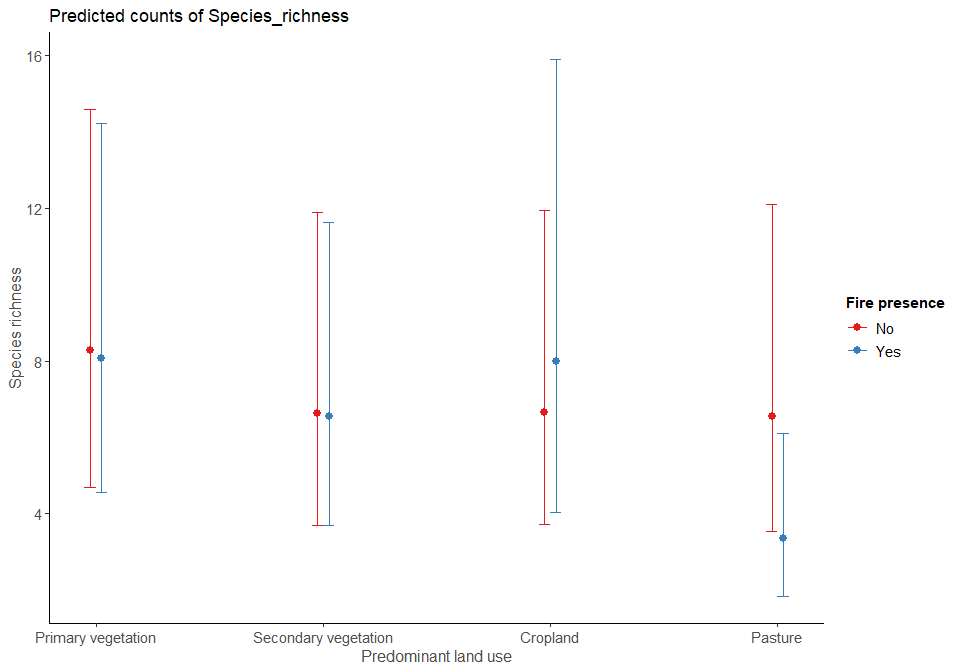 Predicted counts of Species_richness
16
12
8
4
Species richness
Primary vegetation
Secondary vegetation
Cropland
Pasture
Predominant land use
Fire presence
No
Yes